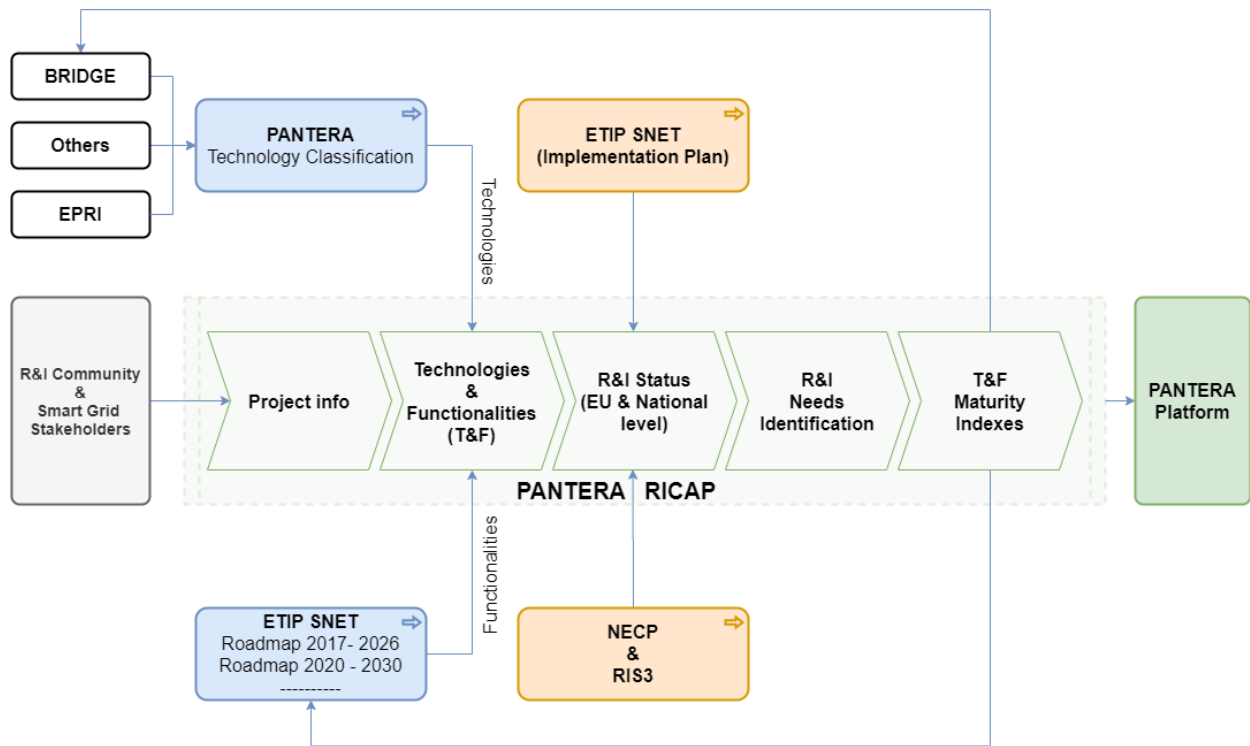 BRIDGE
Others
EPRI
PANTERA
Technology Classification
ETIP SNET
(Implementation Plan)
Technologies
R&I Community
&
Smart Grid
Stakeholders
Project info
Technologies
&
Functionalities
(T&F)
R&I Status
(EU & National
level)
R&I
Needs
Identification
T&F
Maturity
Indexes
PANTERA
Platform
PANTERA RICAP
Functionalities
ETIP SNET
Roadmap 2017- 2026
Roadmap 2020 - 2030
----------
NECP
&
RIS3